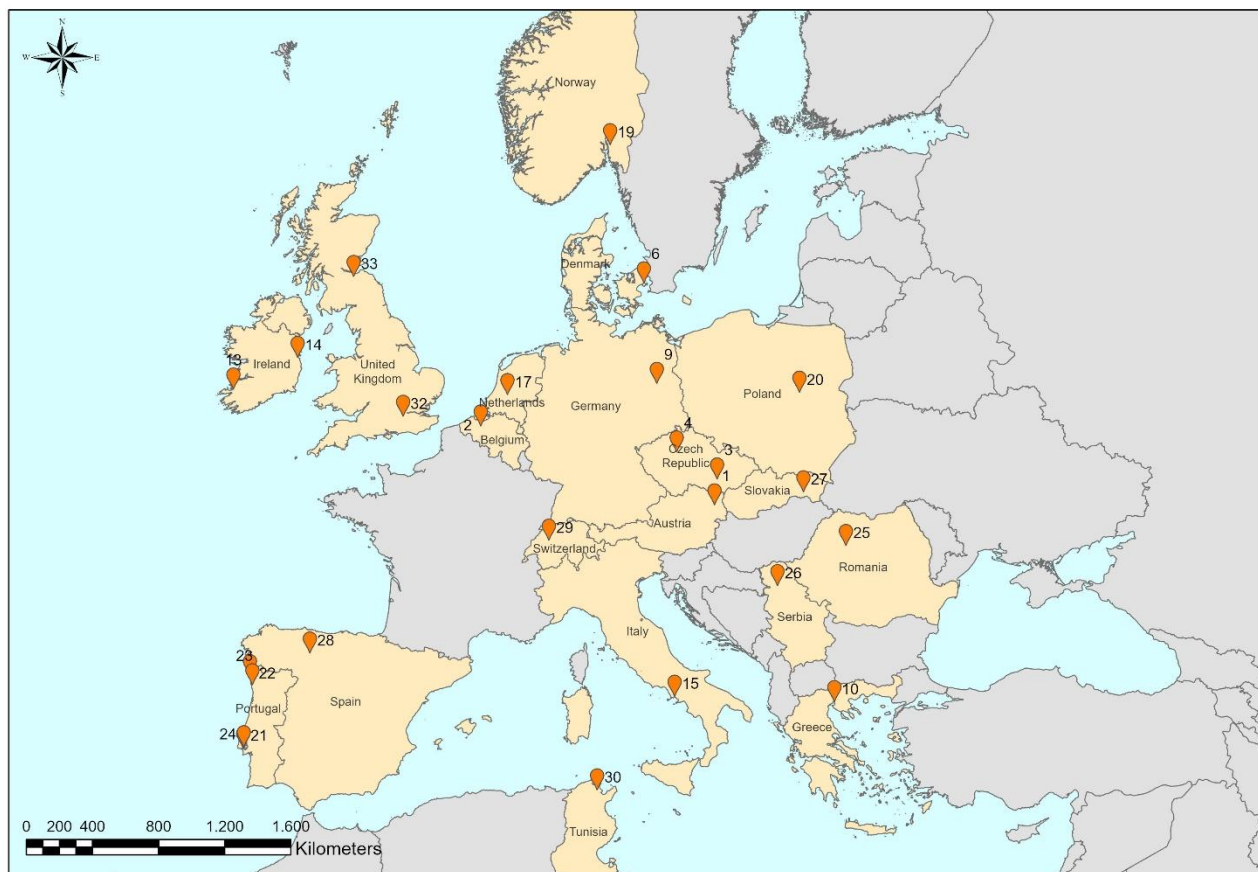 N
W E
S
Norway
19
6
Denmark
33
14
13
Ireland
United
Kingdom
32
9
17
Netherlands
Germany
20
Poland
2
Belgium
4
Czech
Republic
3
1
27
Slovakia
Austria
29
Switzerland
25
Romania
26
Serbia
Italy
28
23
22
15
10
Portugal
Spain
Greece
24
21
30
Tunisia
0 200 400 800 1.200 1.600
Kilometers